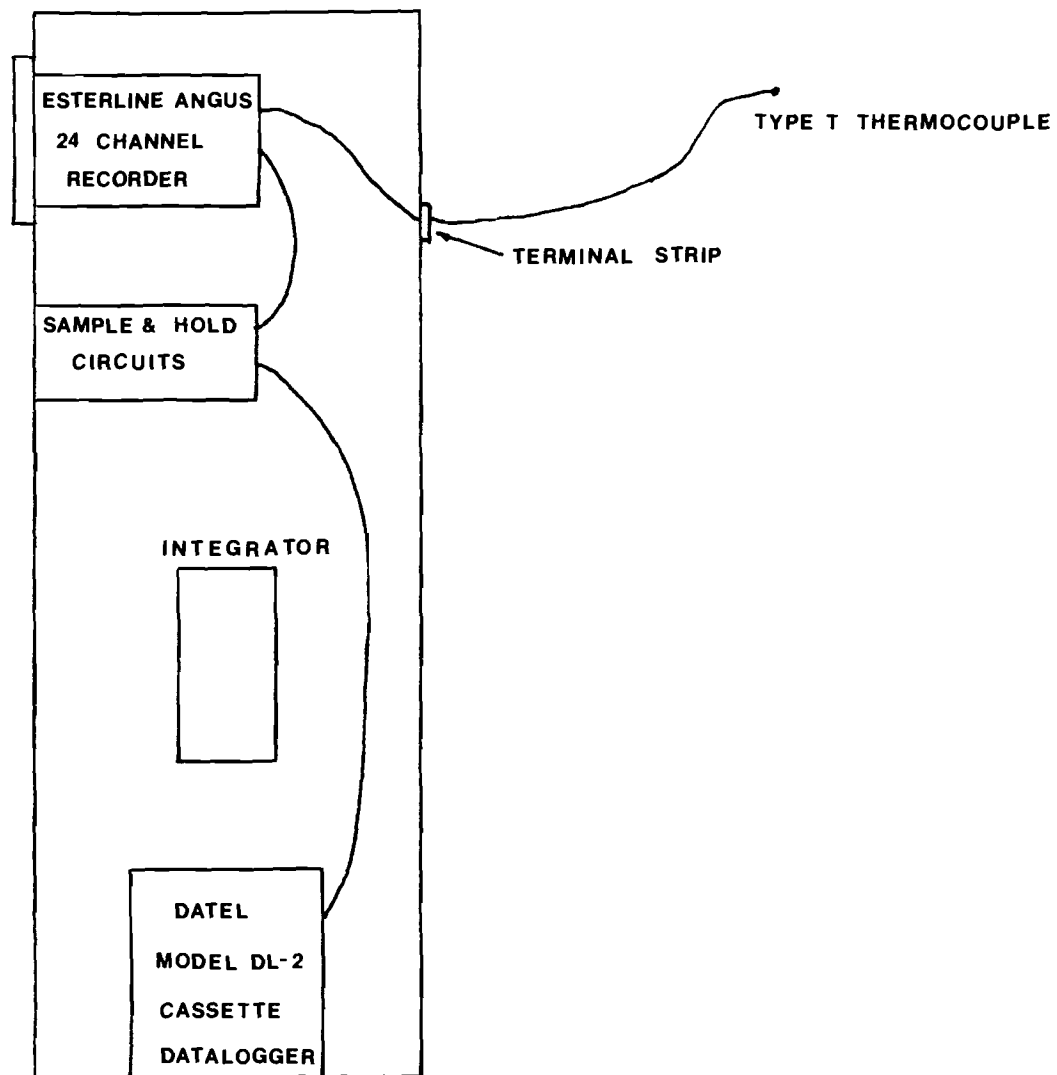 ESTERLINE ANGUS
24 CHANNEL
RECORDER
TYPE T THERMOCOUPLE
TERMINAL STRIP
SAMPLE & HOLD
CIRCUITS
INTEGRATOR
DATEL
MODEL DL-2
CASSETTE
DATALOGGER